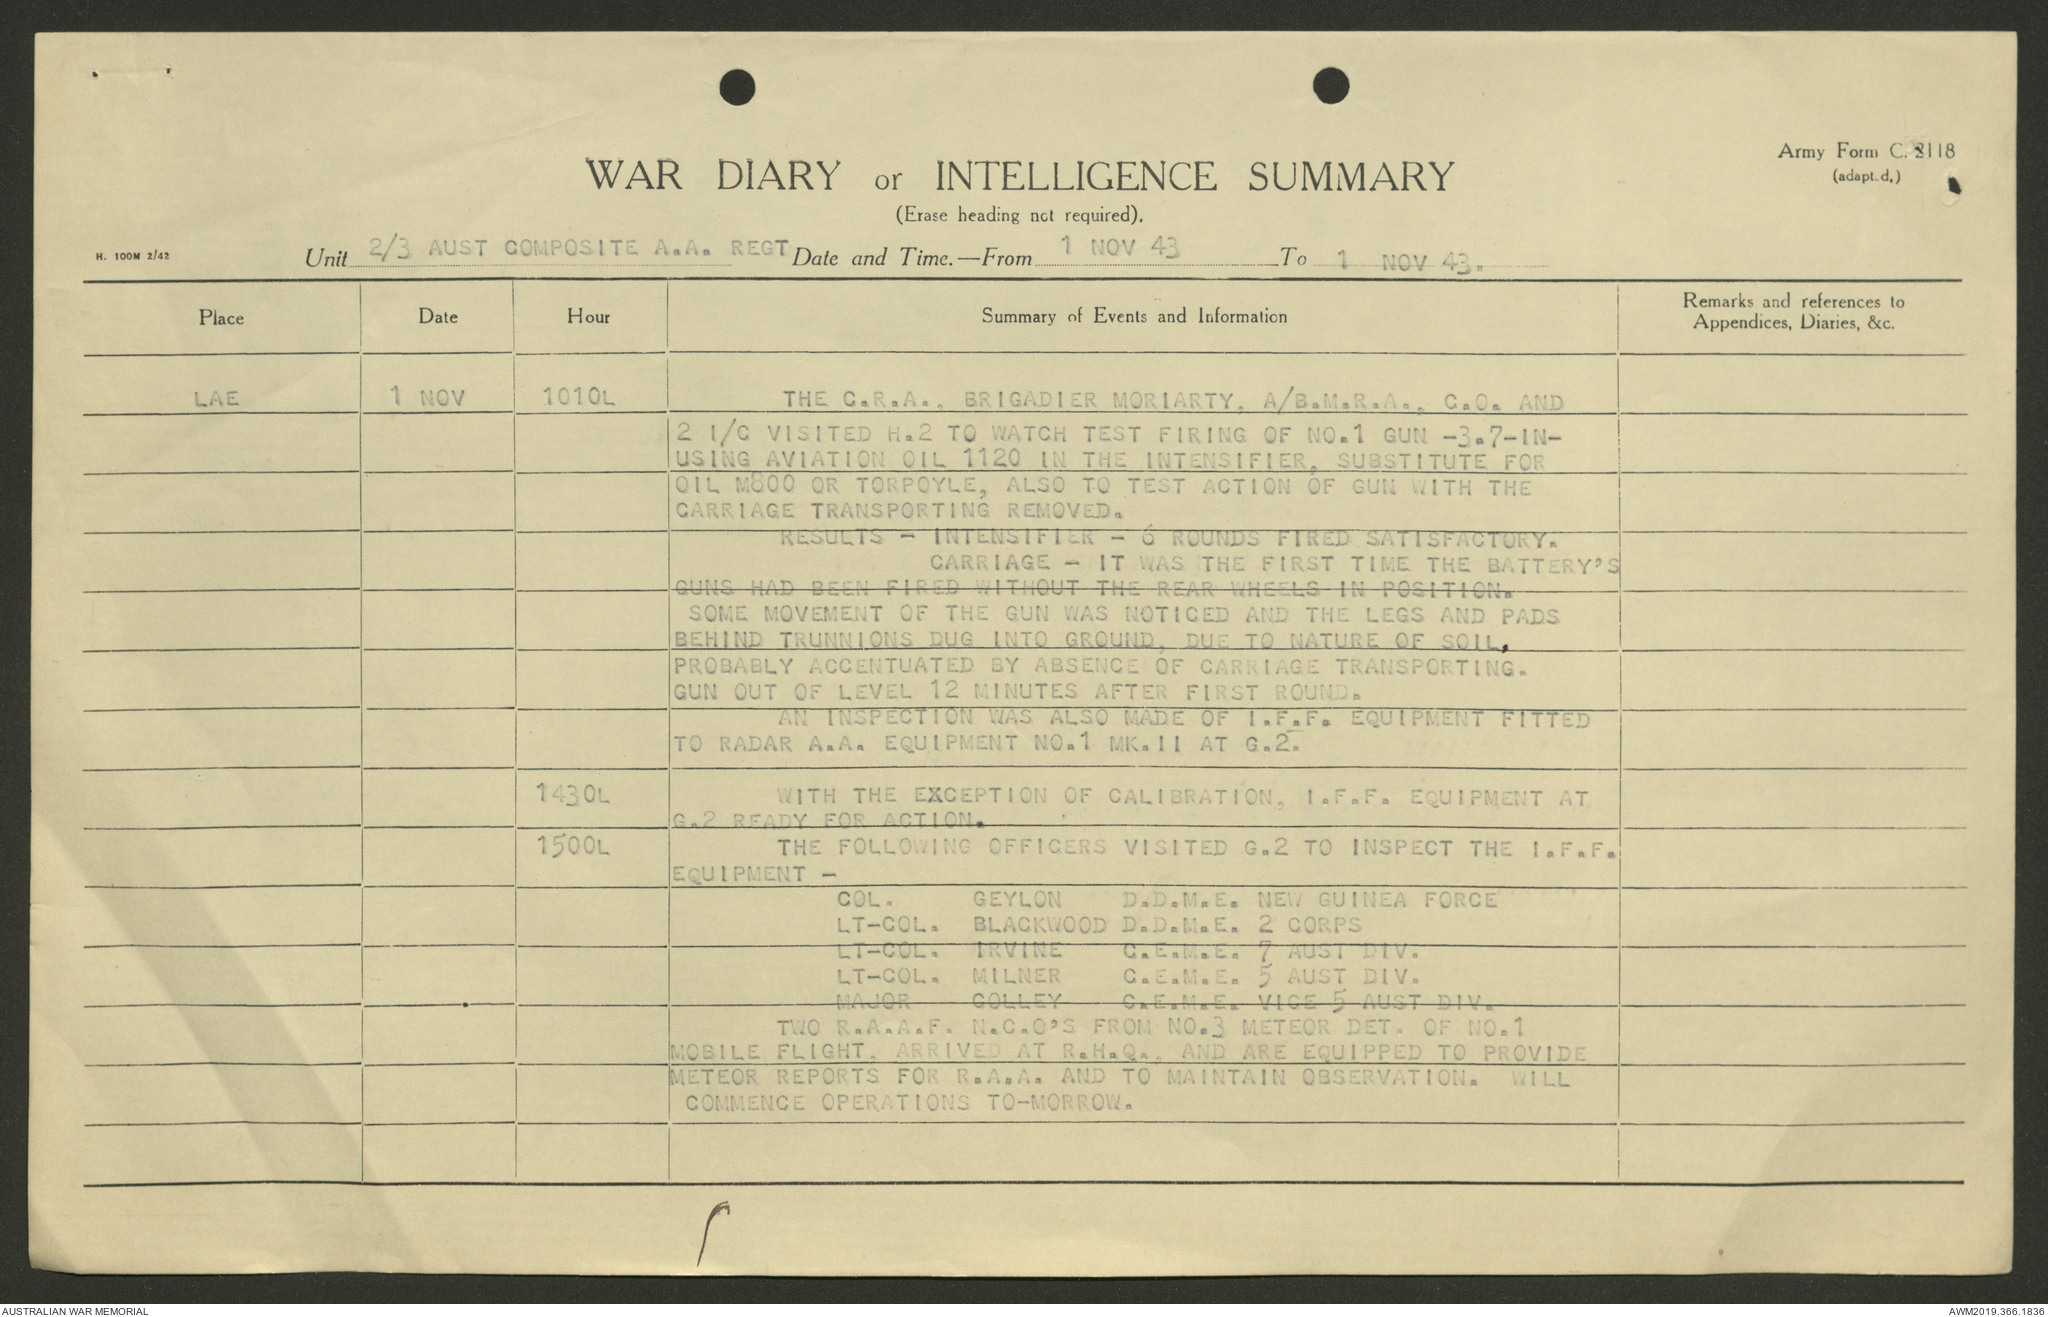 Army Form C. 2118
(adapt.d.)
WAR DIARY or INTELLIGENCE SUMMARY
(Erase heading not required).
H. 100M 2/42
Unit 2/3 AUST COMPOSITE A.A. REGT Date and Time.—From 1 NOV 43 To 1 NOV 43.
Place Date Hour Summary of Events and Information Remarks and references to
Appendices, Diaries, &c.
LAE 1 NOV 1010L THE C.R.A., BRIGADIER MORIARTY, A/B.M.R.A., C.O. AND
2 I/C VISITED H.2 TO WATCH TEST FIRING OF NO.1 GUN -3.7-IN-
USING AVIATION OIL 1120 IN THE INTENSIFIER, SUBSTITUTE FOR
OIL M800 OR TORPOYLE, ALSO TO TEST ACTION OF GUN WITH THE
CARRIAGE TRANSPORTING REMOVED.
RESULTS - INTENSIFIER - 6 ROUNDS FIRED SATISFACTORY.
CARRIAGE - IT WAS THE FIRST TIME THE BATTERY'S
GUNS HAD BEEN FIRED WITHOUT THE REAR WHEELS IN POSITION.
SOME MOVEMENT OF THE GUN WAS NOTICED AND THE LEGS AND PADS
BEHIND TRUNNIONS DUG INTO GROUND, DUE TO NATURE OF SOIL,
PROBABLY ACCENTUATED BY ABSENCE OF CARRIAGE TRANSPORTING.
GUN OUT OF LEVEL 12 MINUTES AFTER FIRST ROUND.
AN INSPECTION WAS ALSO MADE OF I.F.F. EQUIPMENT FITTED
TO RADAR A.A. EQUIPMENT NO.1 MK.II AT G.2.
1430L WITH THE EXCEPTION OF CALIBRATION, I.F.F. EQUIPMENT AT
G.2 READY FOR ACTION.
1500L THE FOLLOWING OFFICERS VISITED G.2 TO INSPECT THE I.F.F.
EQUIPMENT -
COL. GEYLON D.D.M.E. NEW GUINEA FORCE
LT-COL. BLACKWOOD D.D.M.E. 2 CORPS
LT-COL. IRVINE C.E.M.E. 7 AUST DIV.
LT-COL. MILNER C.E.M.E. 5 AUST DIV.
MAJOR COLLEY C.E.M.E. VICE 5 AUST DIV.
TWO R.A.A.F. N.C.O'S FROM NO.3 METEOR DET. OF NO.1
MOBILE FLIGHT, ARRIVED AT R.H.Q., AND ARE EQUIPPED TO PROVIDE
METEOR REPORTS FOR R.A.A. AND TO MAINTAIN OBSERVATION. WILL
COMMENCE OPERATIONS TO-MORROW.
AUSTRALIAN WAR MEMORIAL
AWM2019.366.1836